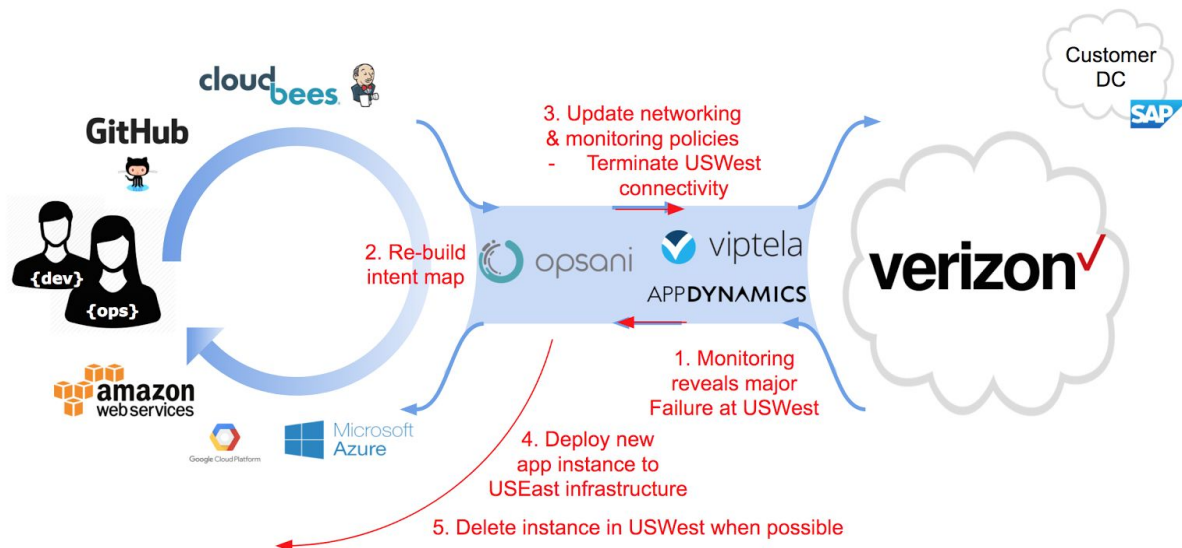 cloudbees
GitHub
{dev}
{ops}
amazon
web services
Google Cloud Platform
Microsoft
Azure
2. Re-build
intent map
opsani
viptela
APPDYNAMICS
3. Update networking
& monitoring policies
- Terminate USWest
connectivity
1. Monitoring
reveals major
Failure at USWest
4. Deploy new
app instance to
USEast infrastructure
5. Delete instance in USWest when possible
Customer
DC
SAP
verizon